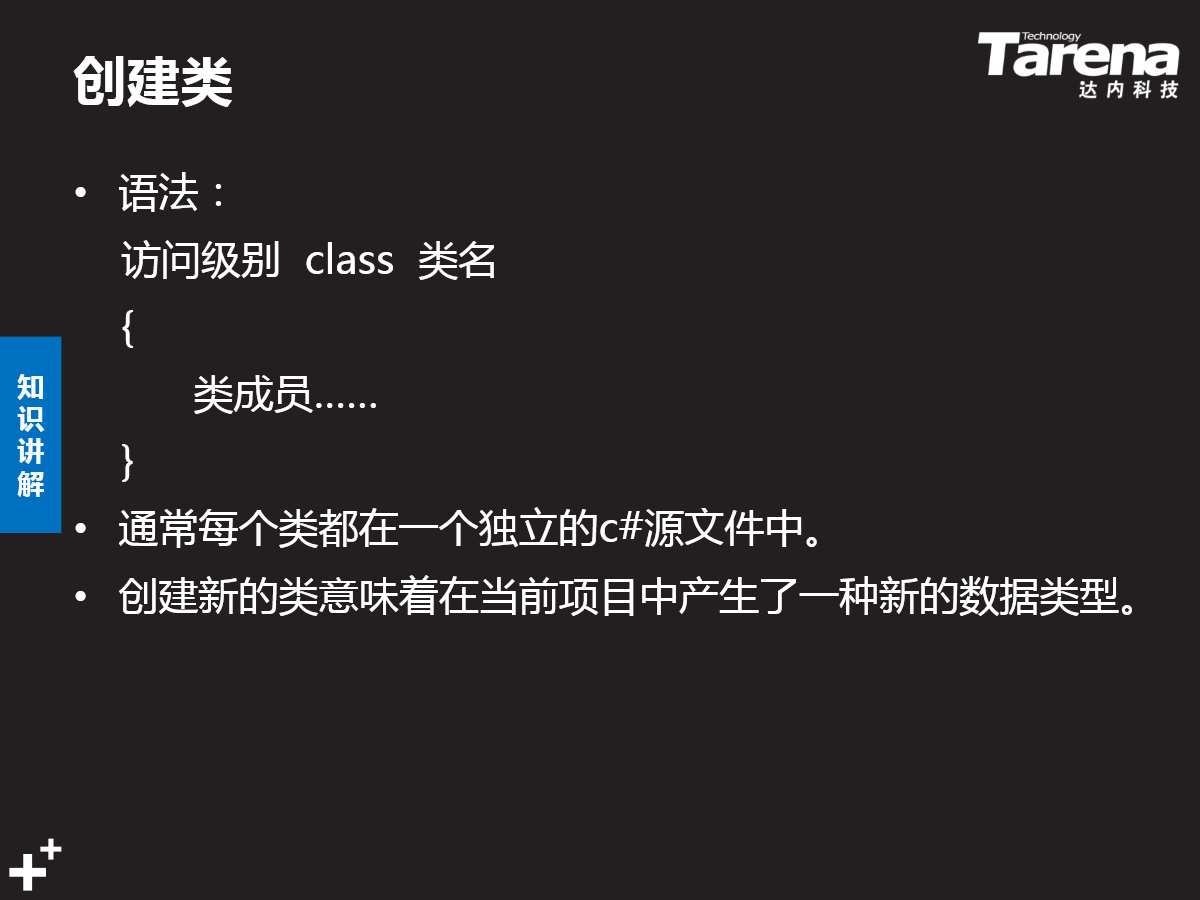 创建类
Technology
Tarena
达内科技
• 语法：
访问级别 class 类名
{
类成员……
}
• 通常每个类都在一个独立的c#源文件中。
• 创建新的类意味着在当前项目中产生了一种新的数据类型。
知识讲解